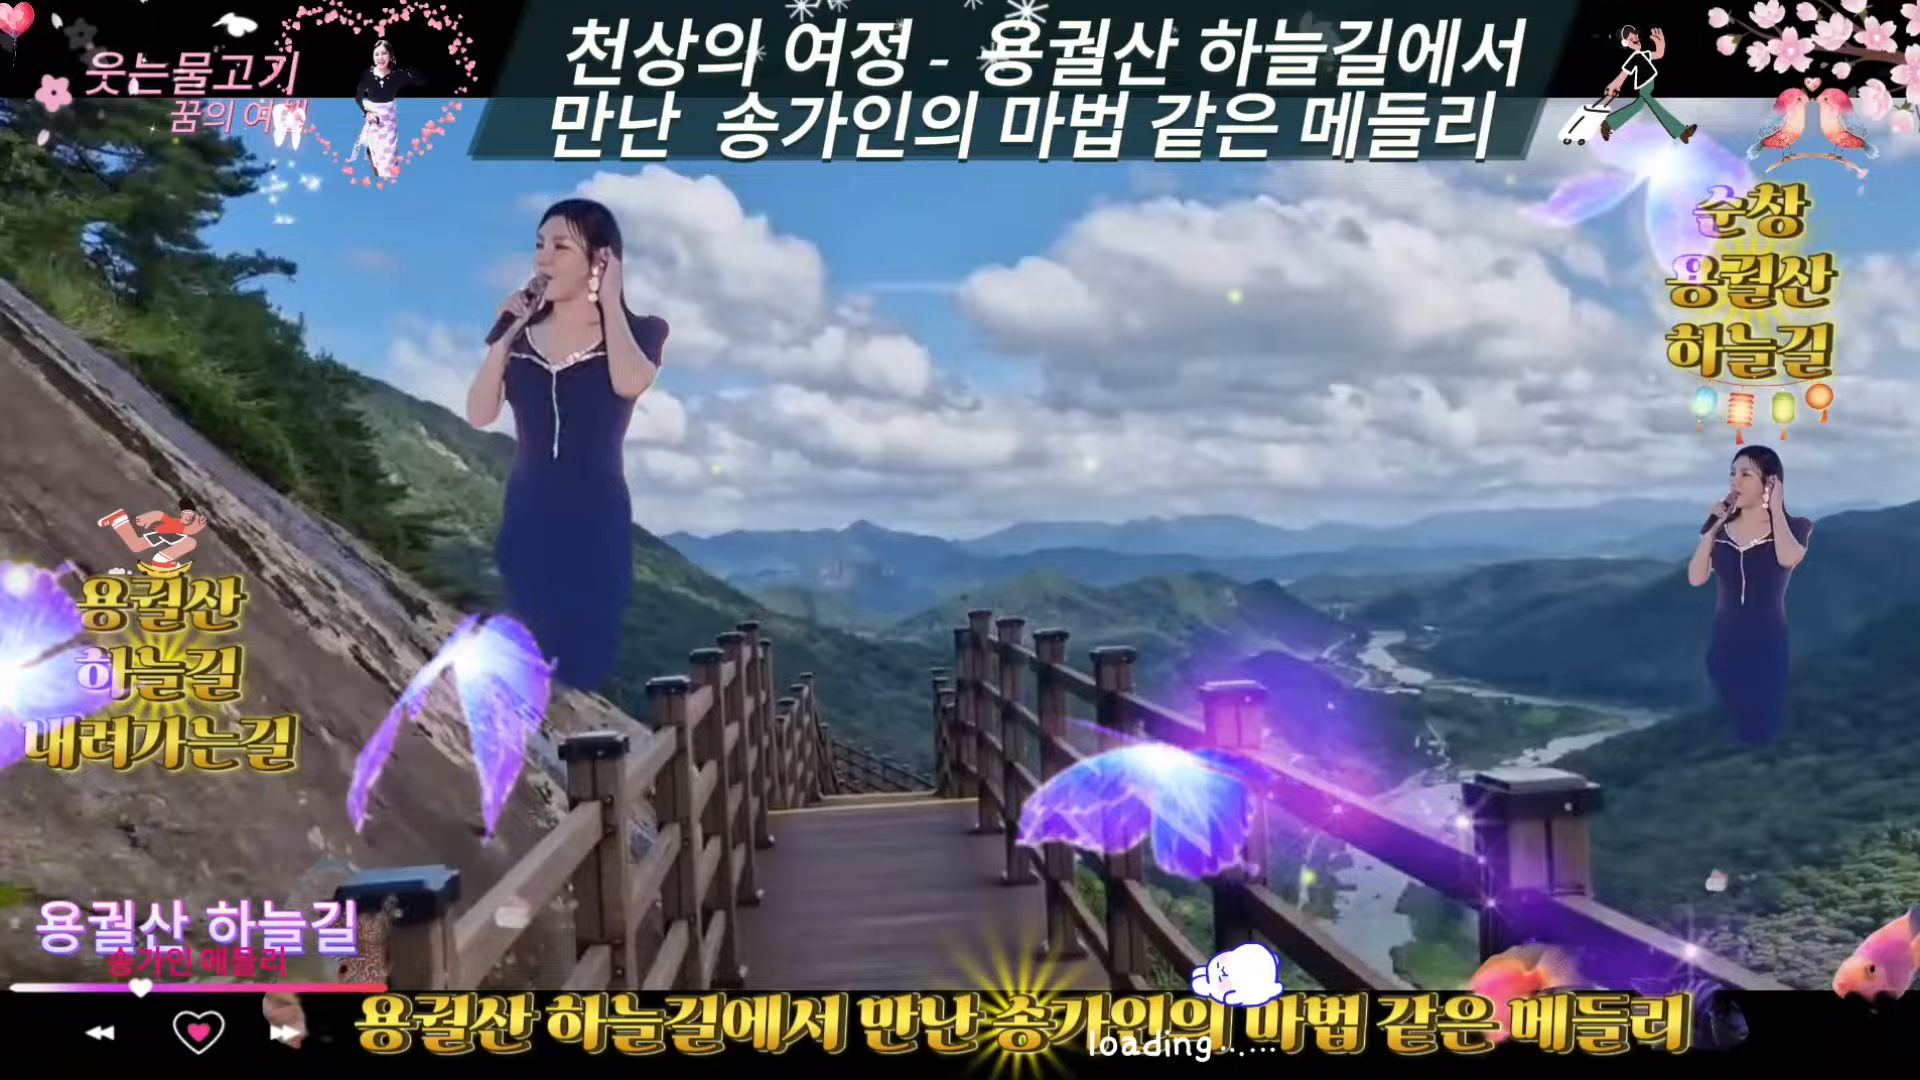 웃는물고기
꿈의 여행
천상의 여정 - 용궐산 하늘길에서
만난 송가인의 마법 같은 메들리
순창
용궐산
하늘길
용궐산
하늘길
내려가는길
용궐산 하늘길
송가인 메들리
용궐산 하늘길에서 만난 송가인의 마법 같은 메들리
loading......